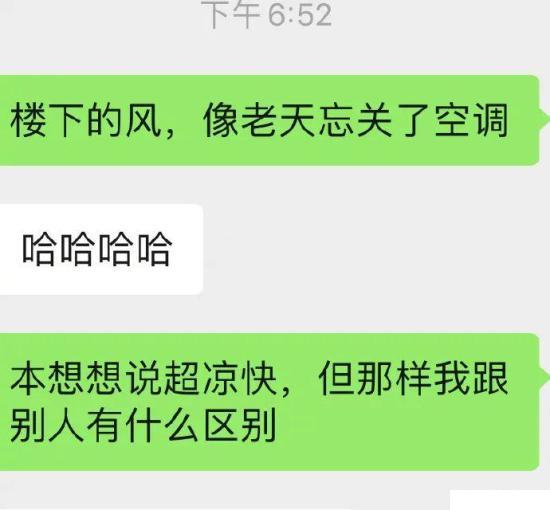 下午 6:52
楼下的风，像老天忘关了空调
哈哈哈哈
本想想说超凉快，但那样我跟
别人有什么区别